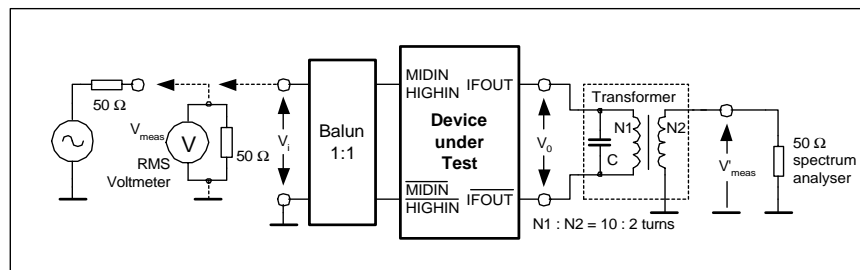 50 Ω
V_meas
V
RMS
Voltmeter
50 Ω
V_i
Balun
1:1
MIDIN
HIGHIN
IFOUT
Device
under
Test
MIDIN
HIGHIN
IFOUT
V_0
Transformer
N1
N2
C
N1 : N2 = 10 : 2 turns
V'_meas
50 Ω
spectrum
analyser